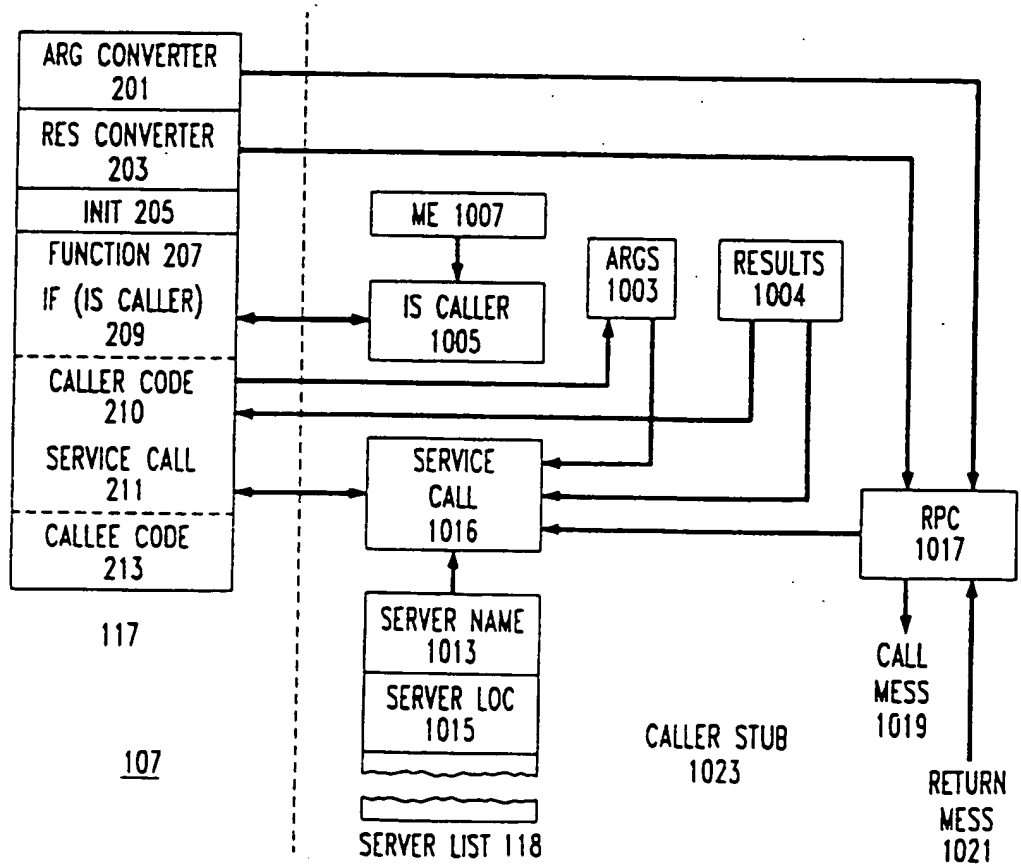 ARG CONVERTER
201
RES CONVERTER
203
INIT 205
FUNCTION 207
IF (IS CALLER)
209
CALLER CODE
210
SERVICE CALL
211
CALLEE CODE
213
117
107
ME 1007
IS CALLER
1005
ARGS
1003
RESULTS
1004
SERVICE
CALL
1016
SERVER NAME
1013
SERVER LOC
1015
SERVER LIST 118
RPC
1017
CALL
MESS
1019
CALLER STUB
1023
RETURN
MESS
1021